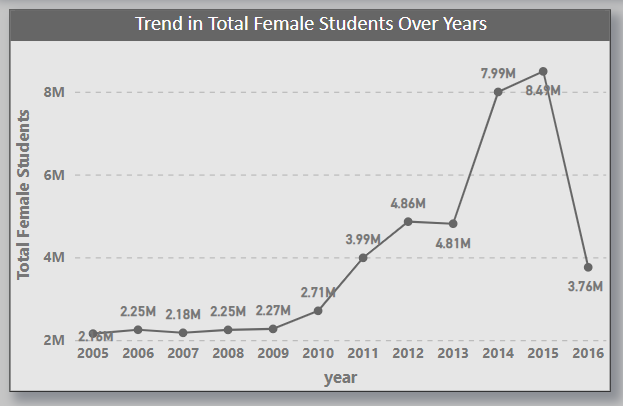 Trend in Total Female Students Over Years
Total Female Students
8M
6M
4M
2M
2.16M
2.25M
2.18M
2.25M
2.27M
2.71M
3.99M
4.86M
4.81M
7.99M
8.49M
3.76M
2005 2006 2007 2008 2009 2010 2011 2012 2013 2014 2015 2016
year